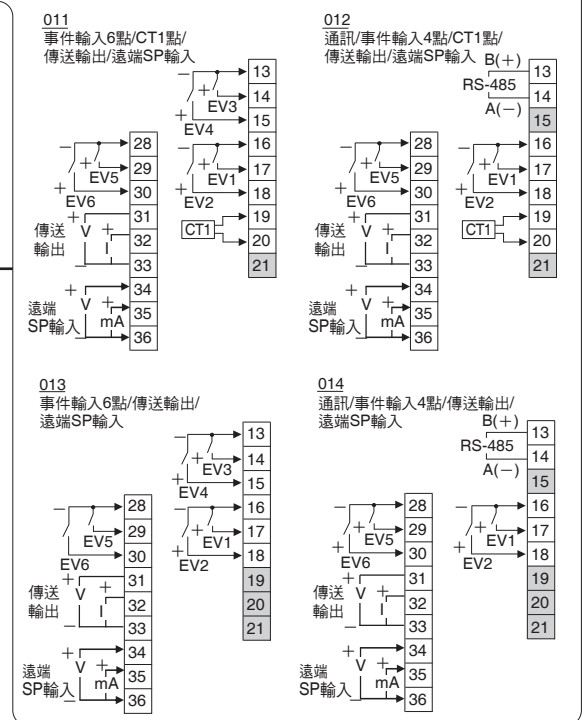 011
事件輸入6點/CT1點/
傳送輸出/遠端SP輸入
－
＋
EV3
＋
EV4
13
14
15
16
17
18
19
20
21
－
＋
EV1
＋
EV2
CT1
－
＋
EV5
＋
EV6
28
29
30
31
32
33
34
35
36
傳送
輸出
＋
V
＋
I
－
遠端
SP輸入
＋
V
＋
mA
－
012
通訊/事件輸入4點/CT1點/
傳送輸出/遠端SP輸入
B(＋)
RS-485
A(－)
13
14
15
16
17
18
19
20
21
－
＋
EV1
＋
EV2
CT1
－
＋
EV5
＋
EV6
28
29
30
31
32
33
34
35
36
傳送
輸出
＋
V
＋
I
－
遠端
SP輸入
＋
V
＋
mA
－
013
事件輸入6點/傳送輸出/
遠端SP輸入
－
＋
EV3
＋
EV4
13
14
15
16
17
18
19
20
21
－
＋
EV1
＋
EV2
－
＋
EV5
＋
EV6
28
29
30
31
32
33
34
35
36
傳送
輸出
＋
V
＋
I
－
遠端
SP輸入
＋
V
＋
mA
－
014
通訊/事件輸入4點/傳送輸出/
遠端SP輸入
B(＋)
RS-485
A(－)
13
14
15
16
17
18
19
20
21
－
＋
EV1
＋
EV2
－
＋
EV5
＋
EV6
28
29
30
31
32
33
34
35
36
傳送
輸出
＋
V
＋
I
－
遠端
SP輸入
＋
V
＋
mA
－